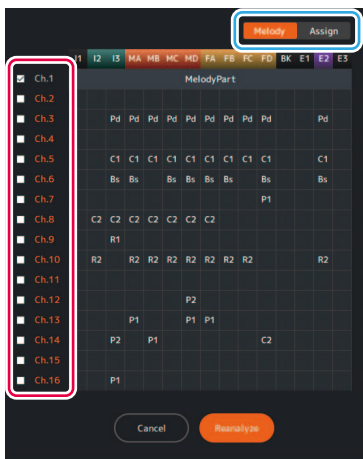 Melody Assign
I1 I2 I3 MA MB MC MD FA FB FC FD BK E1 E2 E3
Ch.1 MelodyPart
Ch.2
Ch.3 Pd Pd Pd Pd Pd Pd Pd Pd Pd
Ch.4
Ch.5 C1 C1 C1 C1 C1 C1 C1 C1 C1
Ch.6 Bs Bs Bs Bs Bs Bs Bs Bs
Ch.7 P1
Ch.8 C2 C2 C2 C2 C2 C2
Ch.9 R1
Ch.10 R2 R2 R2 R2 R2 R2 R2 R2
Ch.11
Ch.12 P2
Ch.13 P1 P1 P1
Ch.14 P2 P1 C2
Ch.15
Ch.16 P1
Cancel Reanalyze